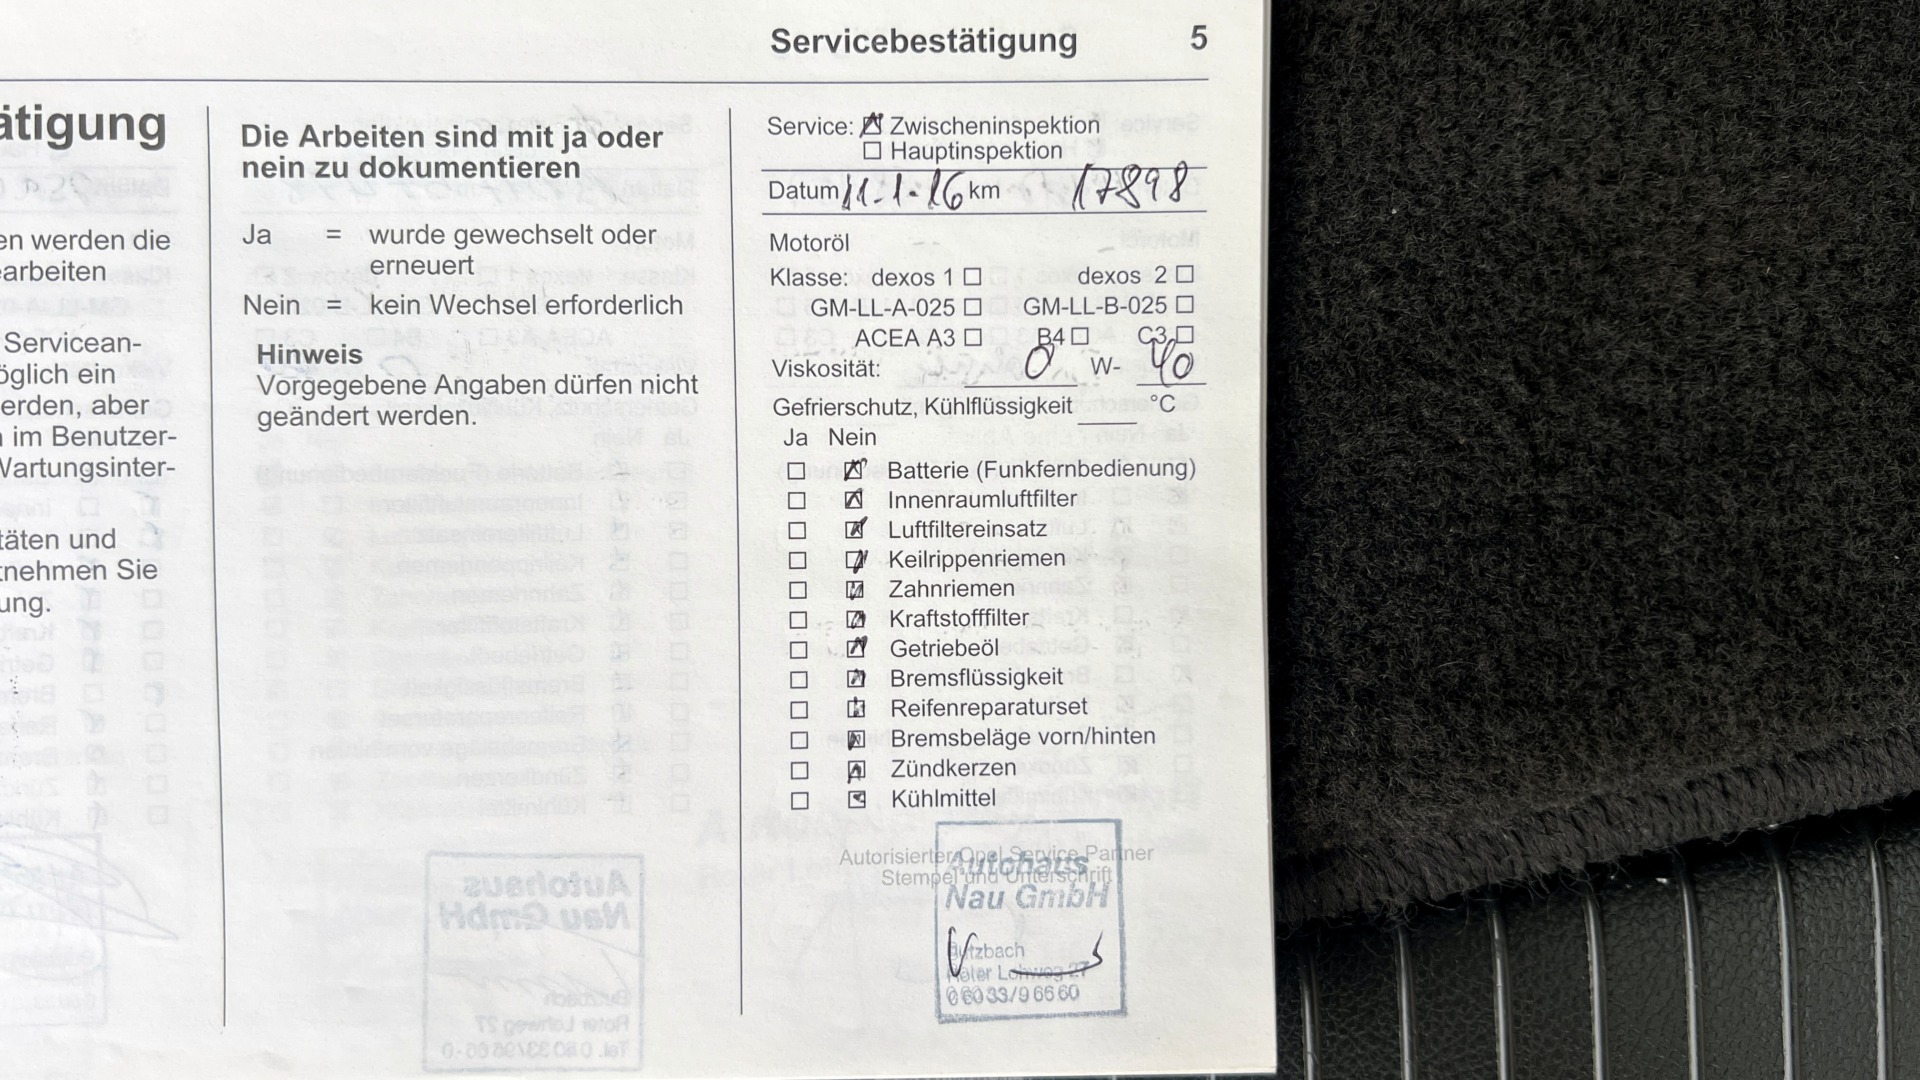 Servicebestätigung 5
ätigung
en werden die
earbeiten
Servicean-
öglich ein
erden, aber
im Benutzer-
Wartungsinter-
täten und
tnehmen Sie
ung.
Die Arbeiten sind mit ja oder
nein zu dokumentieren
Ja = wurde gewechselt oder
erneuert
Nein = kein Wechsel erforderlich
Hinweis
Vorgegebene Angaben dürfen nicht
geändert werden.
Service: Zwischeninspektion
Hauptinspektion
Datum 11.1.16 km 17898
Motoröl
Klasse: dexos 1 dexos 2
GM-LL-A-025 GM-LL-B-025
ACEA A3 B4 C3
Viskosität: 0 W- 40
Gefrierschutz, Kühlflüssigkeit °C
Ja Nein
Batterie (Funkfernbedienung)
Innenraumluftfilter
Luftfiltereinsatz
Keilrippenriemen
Zahnriemen
Kraftstofffilter
Getriebeöl
Bremsflüssigkeit
Reifenreparaturset
Bremsbeläge vorn/hinten
Zündkerzen
Kühlmittel
Autorisierter Opel Service Partner
Stempel und Unterschrift
Autohaus
Nau GmbH
Butzbach
Roter Lohweg 27
0 60 33/9 66 60